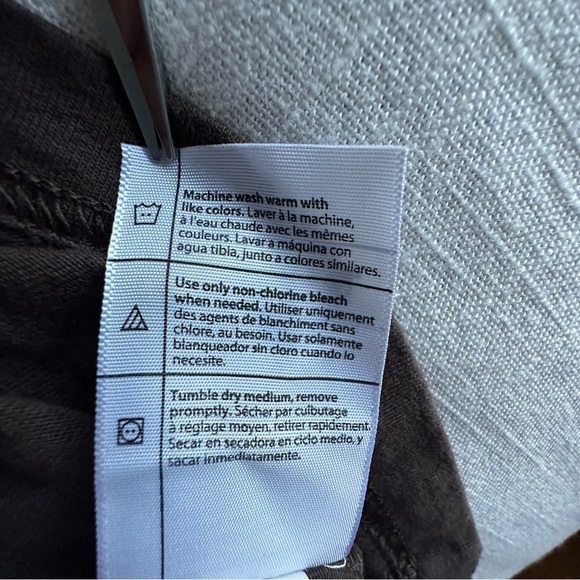 Machine wash warm with
like colors. Laver à la machine,
à l'eau chaude avec les mêmes
couleurs. Lavar a máquina con
agua tibia, junto a colores similares.
Use only non-chlorine bleach
when needed. Utiliser uniquement
des agents de blanchiment sans
chlore, au besoin. Usar solamente
blanqueador sin cloro cuando lo
necesite.
Tumble dry medium, remove
promptly. Sécher par culbutage
à réglage moyen, retirer rapidement.
Secar en secadora en ciclo medio, y
sacar inmediatamente.